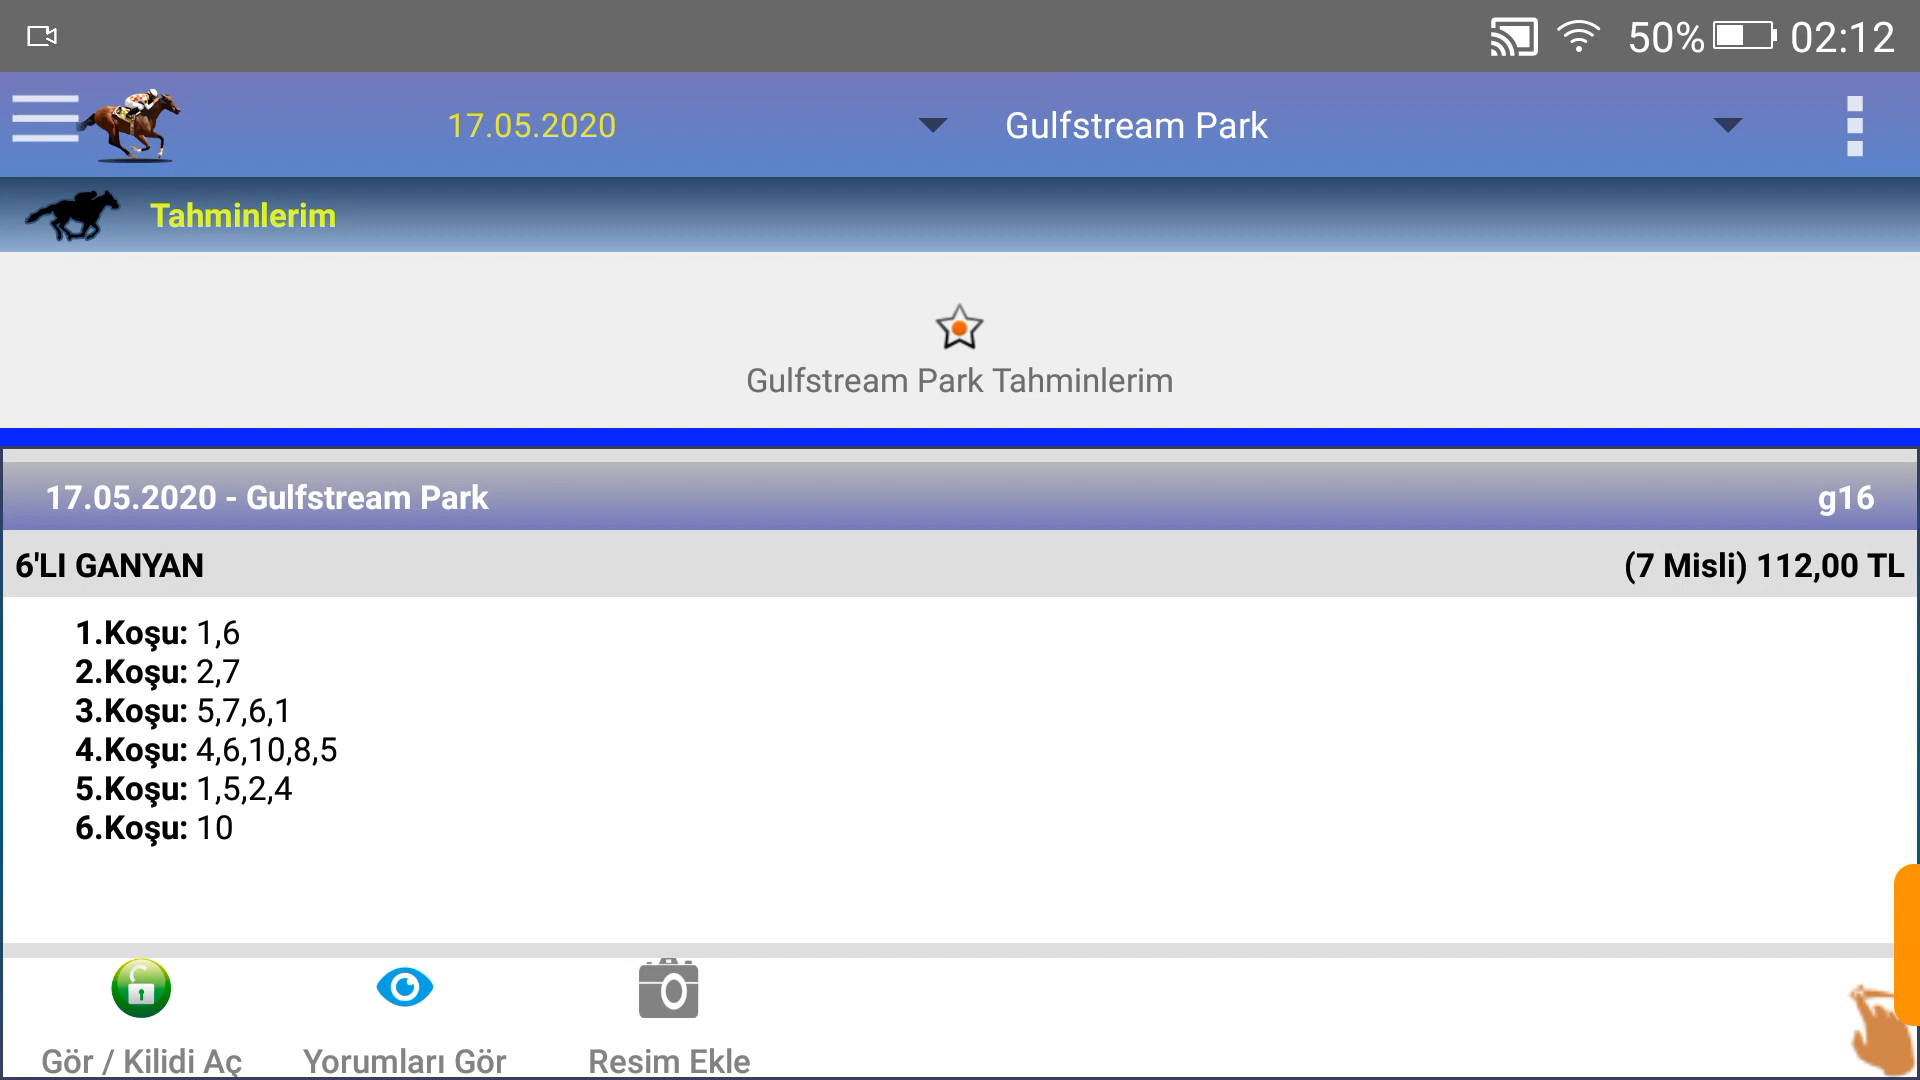 50% 02:12
17.05.2020 Gulfstream Park
Tahminlerim
Gulfstream Park Tahminlerim
17.05.2020 - Gulfstream Park g16
6'LI GANYAN (7 Misli) 112,00 TL
1.Koşu: 1,6
2.Koşu: 2,7
3.Koşu: 5,7,6,1
4.Koşu: 4,6,10,8,5
5.Koşu: 1,5,2,4
6.Koşu: 10
Gör / Kilidi Aç Yorumları Gör Resim Ekle